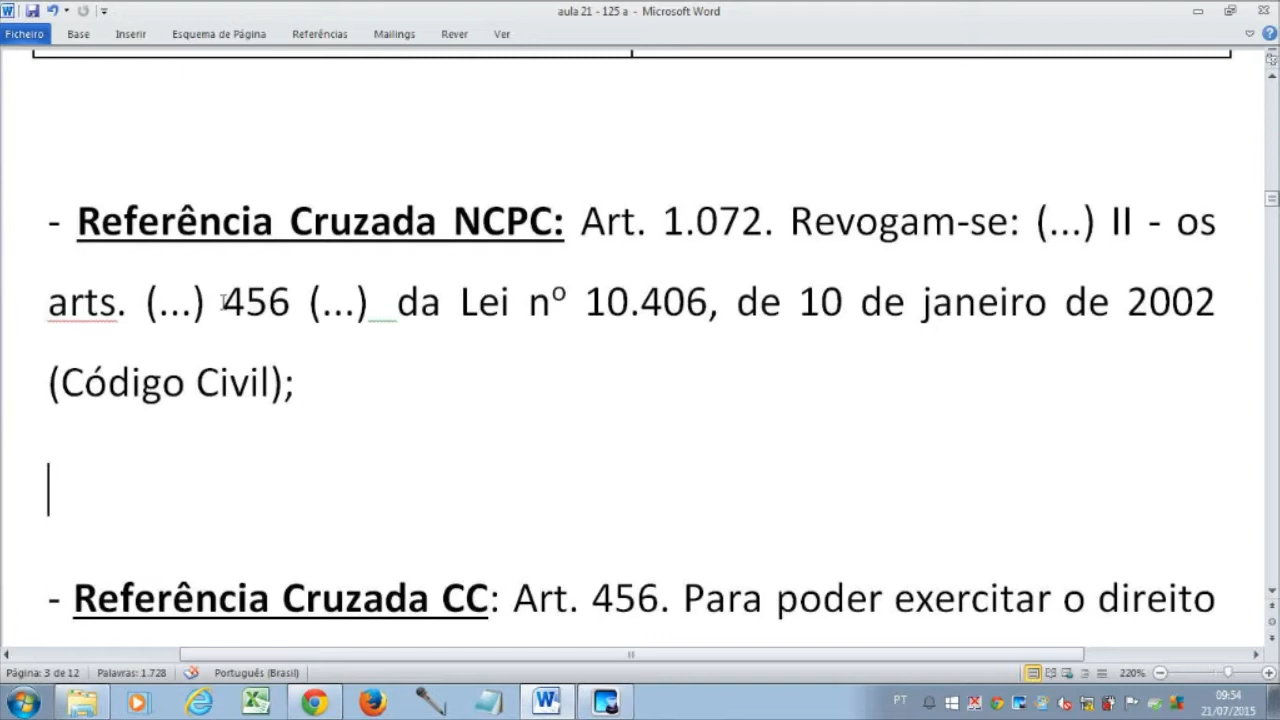 aula 21 - 125 a - Microsoft Word
Ficheiro Base Inserir Esquema de Página Referências Mailings Rever Ver
- Referência Cruzada NCPC: Art. 1.072. Revogam-se: (...) II - os
arts. (...) 456 (...) da Lei nº 10.406, de 10 de janeiro de 2002
(Código Civil);
- Referência Cruzada CC: Art. 456. Para poder exercitar o direito
Página: 3 de 12 Palavras: 1.728 Português (Brasil) 220%
PT 09:54
21/07/2015